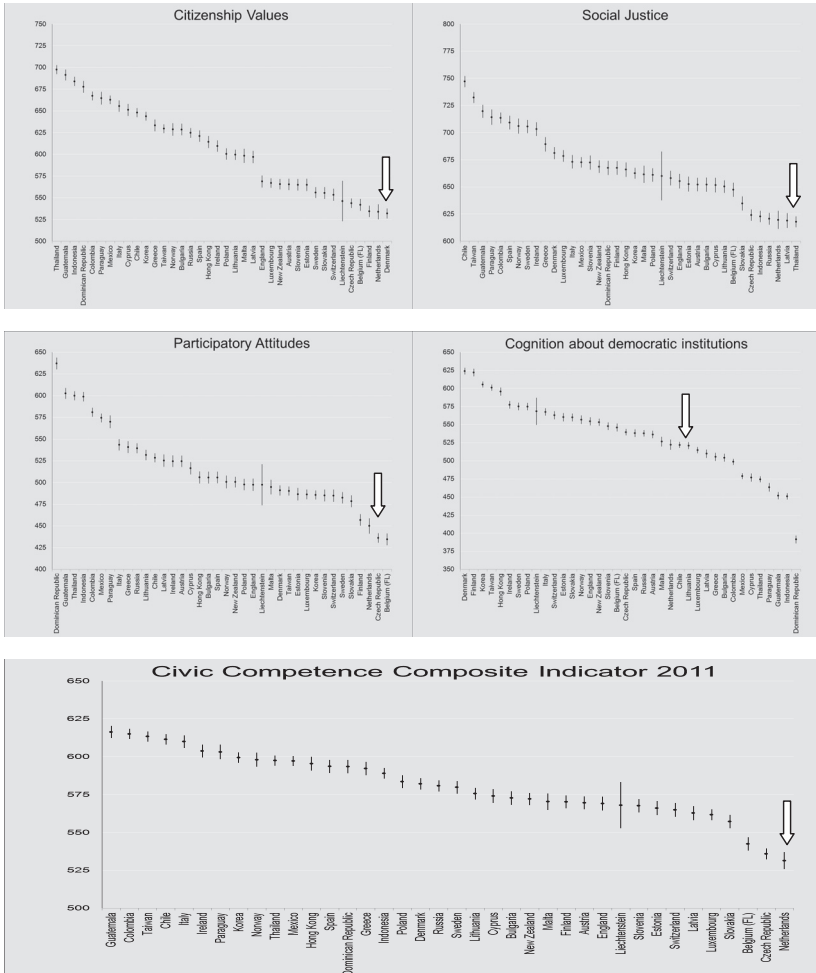 Citizenship Values
750
725
700
675
650
625
600
575
550
525
500
Thailand
Guatemala
Indonesia
Dominican Republic
Colombia
Paraguay
Mexico
Italy
Cyprus
Chile
Korea
Greece
Taiwan
Norway
Bulgaria
Russia
Spain
Hong Kong
Ireland
Poland
Lithuania
Malta
Latvia
England
Luxembourg
New Zealand
Austria
Slovenia
Estonia
Sweden
Slovakia
Switzerland
Liechtenstein
Czech Republic
Belgium (FL)
Finland
Netherlands
Denmark
Social Justice
800
775
750
725
700
675
650
625
600
Chile
Taiwan
Guatemala
Paraguay
Colombia
Spain
Norway
Sweden
Ireland
Greece
Denmark
Luxembourg
Italy
Mexico
Slovenia
New Zealand
Dominican Republic
Finland
Hong Kong
Korea
Malta
Poland
Liechtenstein
Switzerland
England
Estonia
Austria
Bulgaria
Cyprus
Lithuania
Belgium (FL)
Slovakia
Czech Republic
Indonesia
Russia
Netherlands
Latvia
Thailand
Participatory Attitudes
650
625
600
575
550
525
500
475
450
425
400
Dominican Republic
Guatemala
Thailand
Indonesia
Colombia
Mexico
Paraguay
Italy
Greece
Russia
Lithuania
Chile
Latvia
Ireland
Austria
Cyprus
Hong Kong
Bulgaria
Spain
Norway
New Zealand
Poland
England
Liechtenstein
Malta
Denmark
Taiwan
Estonia
Luxembourg
Korea
Slovenia
Switzerland
Sweden
Slovakia
Finland
Netherlands
Czech Republic
Belgium (FL)
Cognition about democratic institutions
650
625
600
575
550
525
500
475
450
425
400
375
350
Denmark
Finland
Korea
Taiwan
Hong Kong
Ireland
Sweden
Poland
Liechtenstein
Italy
Switzerland
Estonia
Slovakia
Norway
England
New Zealand
Slovenia
Belgium (FL)
Czech Republic
Spain
Russia
Austria
Malta
Netherlands
Chile
Lithuania
Luxembourg
Latvia
Greece
Bulgaria
Colombia
Mexico
Cyprus
Thailand
Paraguay
Guatemala
Indonesia
Dominican Republic
Civic Competence Composite Indicator 2011
650
625
600
575
550
525
500
Guatemala
Colombia
Taiwan
Chile
Italy
Ireland
Paraguay
Korea
Norway
Thailand
Mexico
Hong Kong
Spain
Dominican Republic
Greece
Indonesia
Poland
Denmark
Russia
Sweden
Lithuania
Cyprus
Bulgaria
New Zealand
Malta
Finland
Austria
England
Liechtenstein
Slovenia
Estonia
Switzerland
Latvia
Luxembourg
Slovakia
Belgium (FL)
Czech Republic
Netherlands